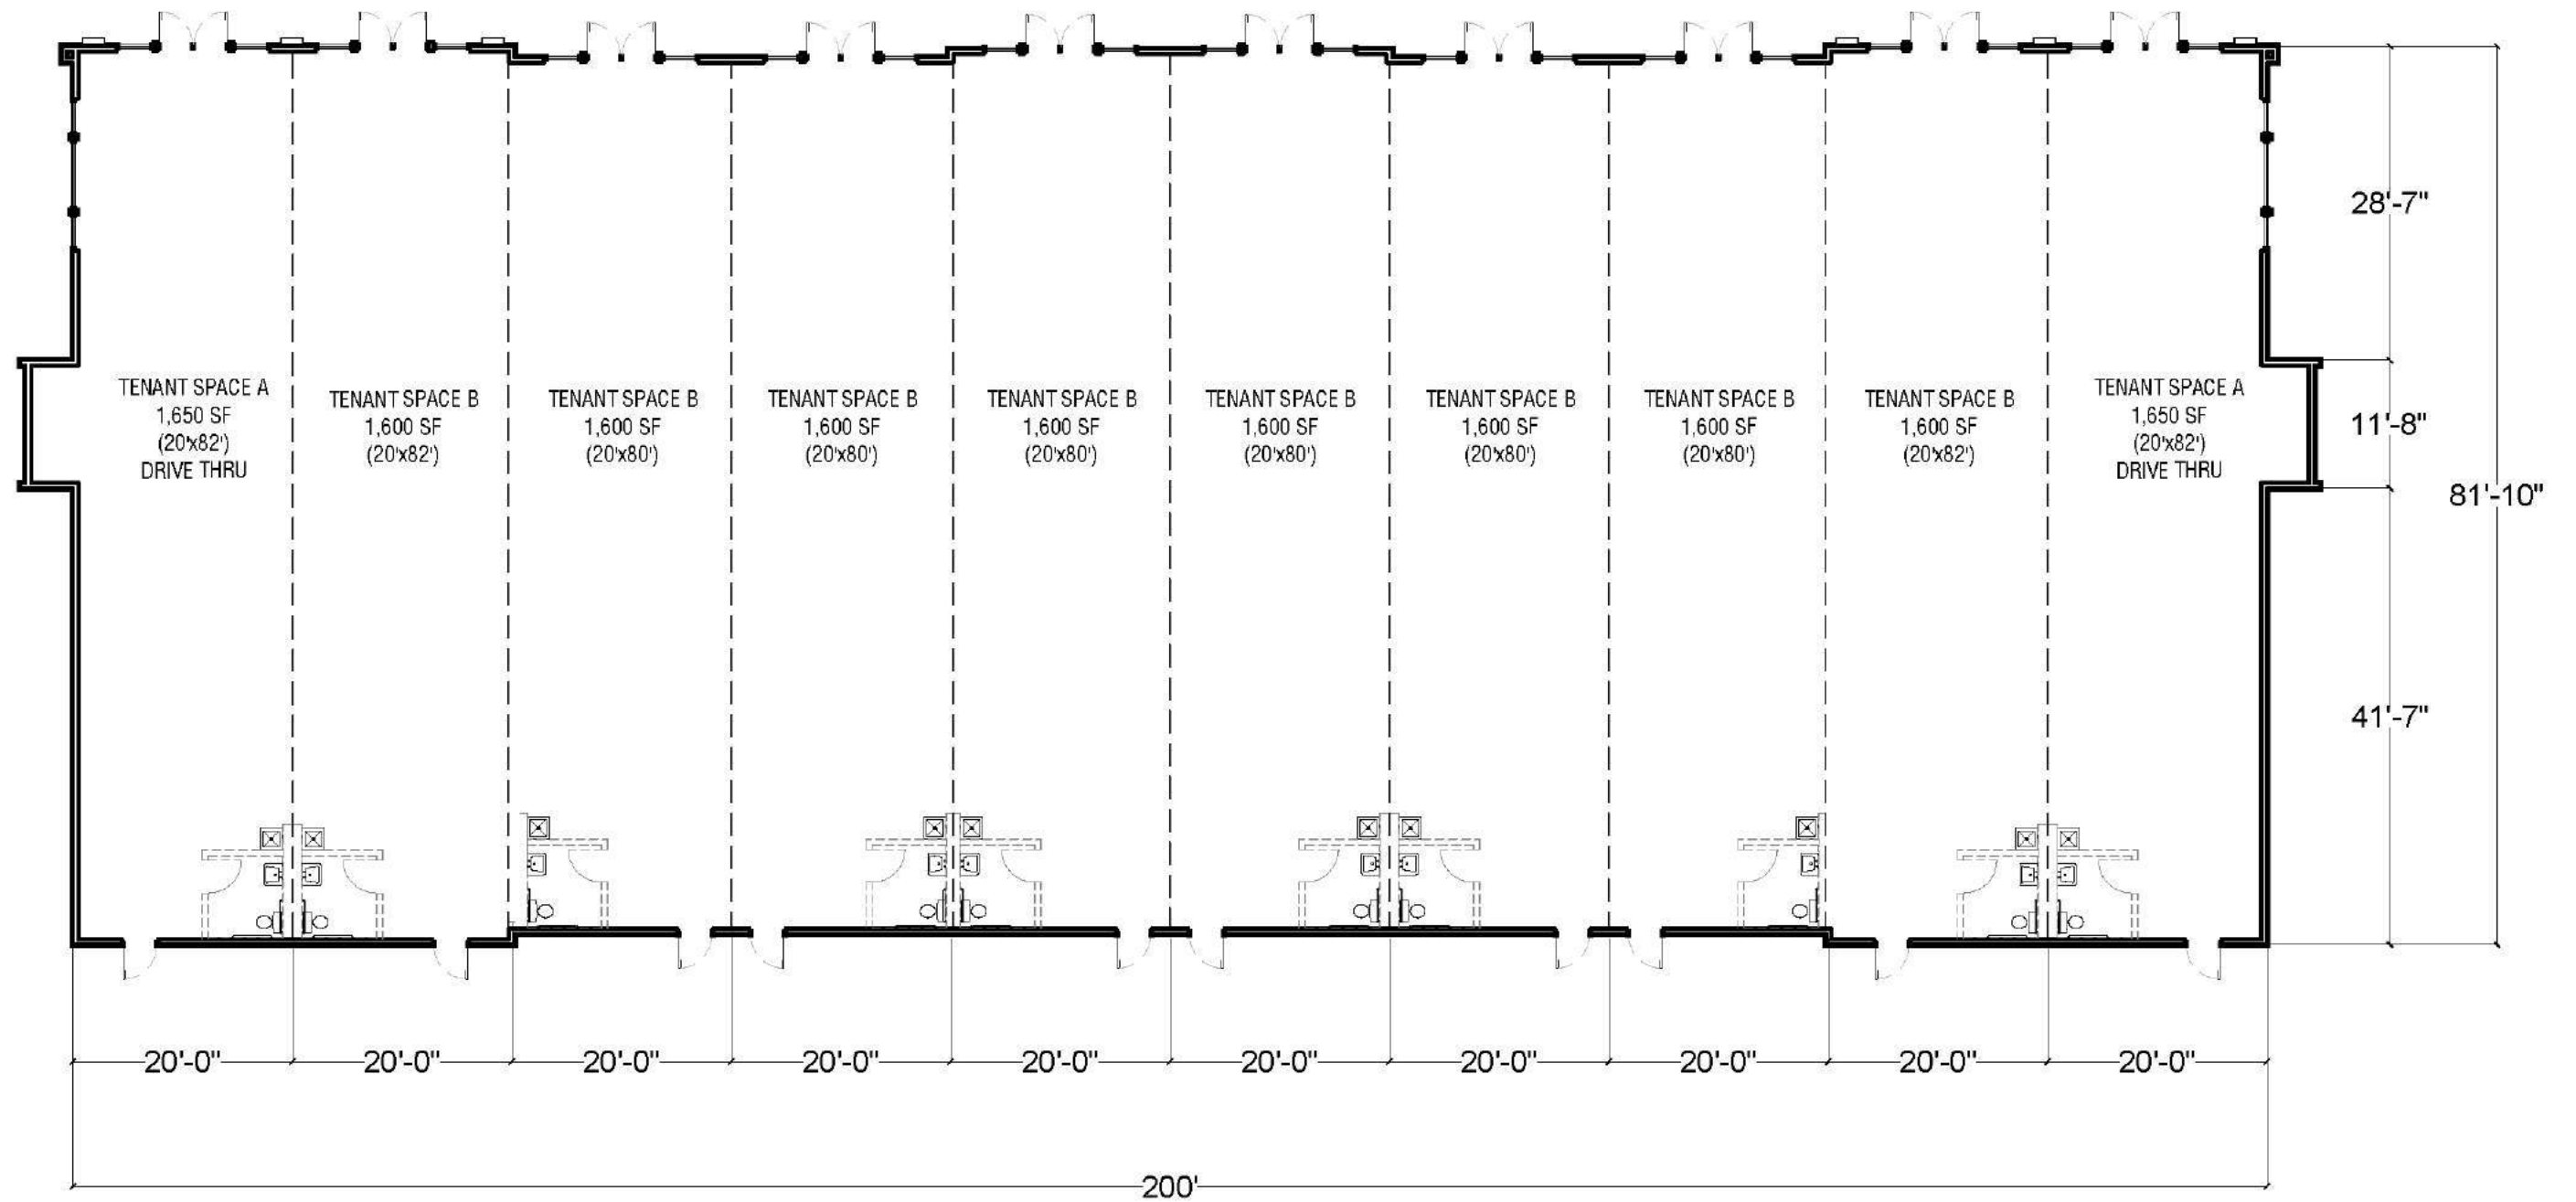 TENANT SPACE A
1,650 SF
(20'x82')
DRIVE THRU
TENANT SPACE B
1,600 SF
(20'x82')
TENANT SPACE B
1,600 SF
(20'x80')
TENANT SPACE B
1,600 SF
(20'x80')
TENANT SPACE B
1,600 SF
(20'x80')
TENANT SPACE B
1,600 SF
(20'x80')
TENANT SPACE B
1,600 SF
(20'x80')
TENANT SPACE B
1,600 SF
(20'x80')
TENANT SPACE B
1,600 SF
(20'x82')
TENANT SPACE A
1,650 SF
(20'x82')
DRIVE THRU
28'-7"
11'-8"
81'-10"
41'-7"
20'-0"
20'-0"
20'-0"
20'-0"
20'-0"
20'-0"
20'-0"
20'-0"
20'-0"
20'-0"
200'